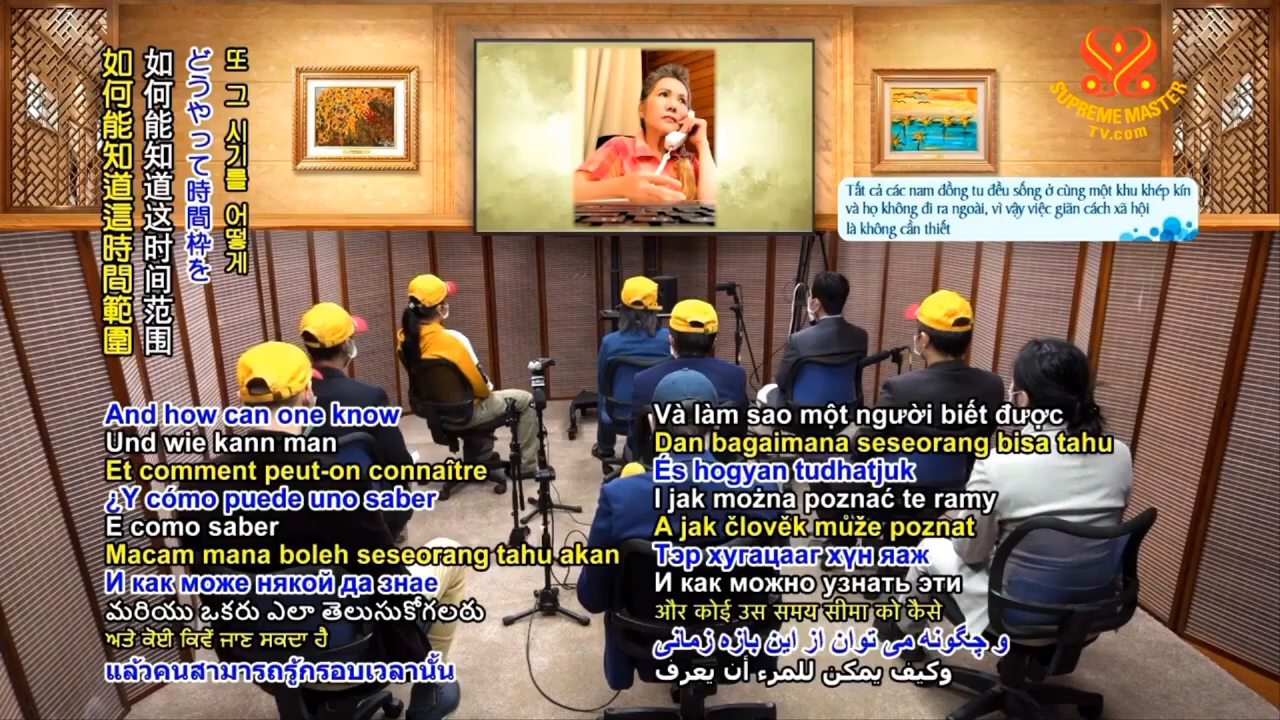 또 그 시기를 어떻게
どうやって時間枠を
如何能知道这时间范围
如何能知道這時間範圍
SUPREME MASTER
TV.com
Tất cả các nam đồng tu đều sống ở cùng một khu khép kín
và họ không đi ra ngoài, vì vậy việc giãn cách xã hội
là không cần thiết
And how can one know
Und wie kann man
Et comment peut-on connaître
¿Y cómo puede uno saber
E como saber
Macam mana boleh seseorang tahu akan
И как може някой да знае
మరియు ఒకరు ఎలా తెలుసుకోగలరు
ਅਤੇ ਕੋਈ ਕਿਵੇਂ ਜਾਣ ਸਕਦਾ ਹੈ
แล้วคนสามารถรู้กรอบเวลานั้น
Và làm sao một người biết được
Dan bagaimana seseorang bisa tahu
És hogyan tudhatjuk
I jak można poznać te ramy
A jak člověk může poznat
Тэр хугацааг хүн яаж
И как можно узнать эти
और कोई उस समय सीमा को कैसे
و چگونه می توان از این بازه زمانی
وكيف يمكن للمرء أن يعرف